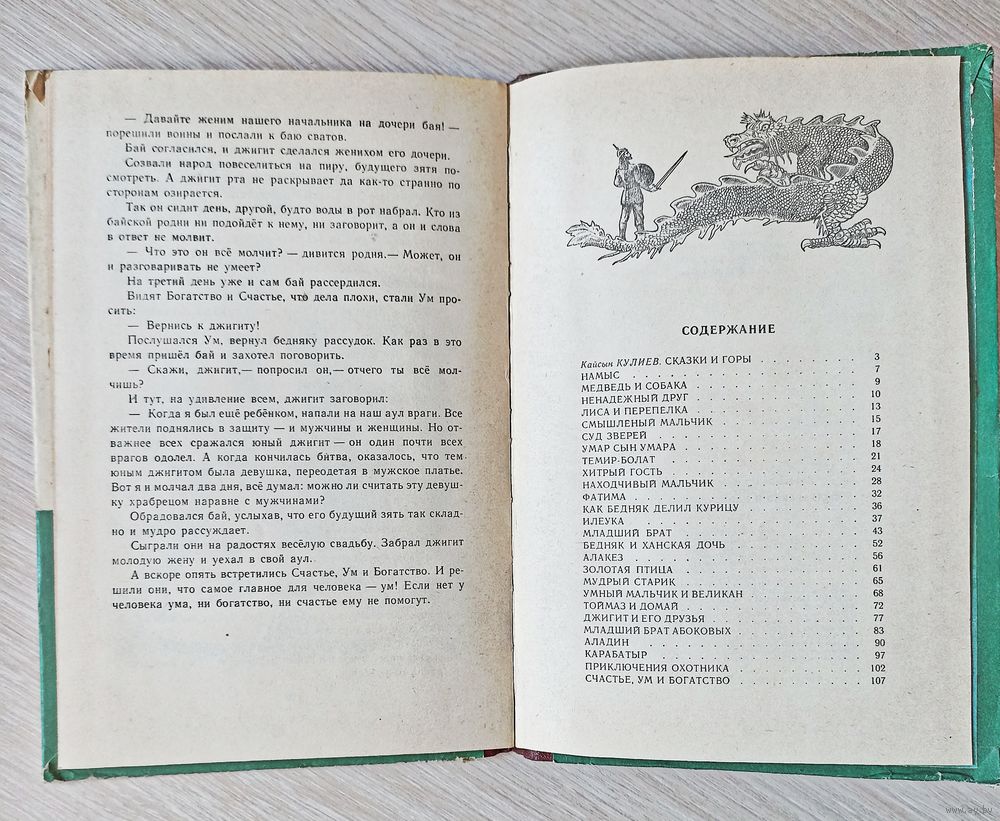 — Давайте женим нашего начальника на дочери бая! —
порешили воины и послали к баю сватов.
Бай согласился, и джигит сделался женихом его дочери.
Созвали народ повеселиться на пиру, будущего зятя по-
смотреть. А джигит рта не раскрывает да как-то странно по
сторонам озирается.
Так он сидит день, другой, будто воды в рот набрал. Кто из
байской родни ни подойдёт к нему, ни заговорит, а он и слова
в ответ не молвит.
— Что это он всё молчит? — дивится родня.— Может, он
и разговаривать не умеет?
На третий день уже и сам бай рассердился.
Видят Богатство и Счастье, что дела плохи, стали Ум про-
сить:
— Вернись к джигиту!
Послушался Ум, вернул бедняку рассудок. Как раз в это
время пришёл бай и захотел поговорить.
— Скажи, джигит,— попросил он,— отчего ты всё мол-
чишь?
И тут, на удивление всем, джигит заговорил:
— Когда я был ещё ребёнком, напали на наш аул враги. Все
жители поднялись в защиту — и мужчины и женщины. Но от-
важнее всех сражался юный джигит — он один почти всех
врагов одолел. А когда кончилась битва, оказалось, что тем
юным джигитом была девушка, переодетая в мужское платье.
Вот я и молчал два дня, всё думал: можно ли считать эту девуш-
ку храбрецом наравне с мужчинами?
Обрадовался бай, услыхав, что его будущий зять так склад-
но и мудро рассуждает.
Сыграли они на радостях весёлую свадьбу. Забрал джигит
молодую жену и уехал в свой аул.
А вскоре опять встретились Счастье, Ум и Богатство. И ре-
шили они, что самое главное для человека — ум! Если нет у
человека ума, ни богатство, ни счастье ему не помогут.
СОДЕРЖАНИЕ
Кайсын КУЛИЕВ. СКАЗКИ И ГОРЫ . . . . . . . . 3
НАМЫС . . . . . . . . 7
МЕДВЕДЬ И СОБАКА . . . . . . . . 9
НЕНАДЕЖНЫЙ ДРУГ . . . . . . . . 10
ЛИСА И ПЕРЕПЕЛКА . . . . . . . . 13
СМЫШЛЕНЫЙ МАЛЬЧИК . . . . . . . . 15
СУД ЗВЕРЕЙ . . . . . . . . 17
УМАР СЫН УМАРА . . . . . . . . 18
ТЕМИР-БОЛАТ . . . . . . . . 21
ХИТРЫЙ ГОСТЬ . . . . . . . . 24
НАХОДЧИВЫЙ МАЛЬЧИК . . . . . . . . 28
ФАТИМА . . . . . . . . 32
КАК БЕДНЯК ДЕЛИЛ КУРИЦУ . . . . . . . . 36
ИЛЕУКА . . . . . . . . 37
МЛАДШИЙ БРАТ . . . . . . . . 43
БЕДНЯК И ХАНСКАЯ ДОЧЬ . . . . . . . . 52
АЛАКЕЗ . . . . . . . . 56
ЗОЛОТАЯ ПТИЦА . . . . . . . . 61
МУДРЫЙ СТАРИК . . . . . . . . 65
УМНЫЙ МАЛЬЧИК И ВЕЛИКАН . . . . . . . . 68
ТОЙМАЗ И ДОМАЙ . . . . . . . . 72
ДЖИГИТ И ЕГО ДРУЗЬЯ . . . . . . . . 77
МЛАДШИЙ БРАТ АБОКОВЫХ . . . . . . . . 83
АЛАДИН . . . . . . . . 90
КАРАБАТЫР . . . . . . . . 97
ПРИКЛЮЧЕНИЯ ОХОТНИКА . . . . . . . . 102
СЧАСТЬЕ, УМ И БОГАТСТВО . . . . . . . . 107
www.ay.by